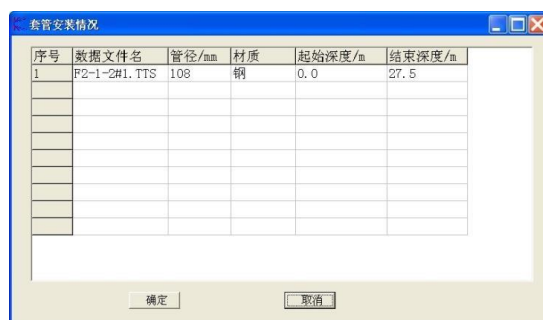 套管安装情况
序号 数据文件名 管径/mm 材质 起始深度/m 结束深度/m
1 F2-1-2#1.TTS 108 钢 0.0 27.5
确定 取消